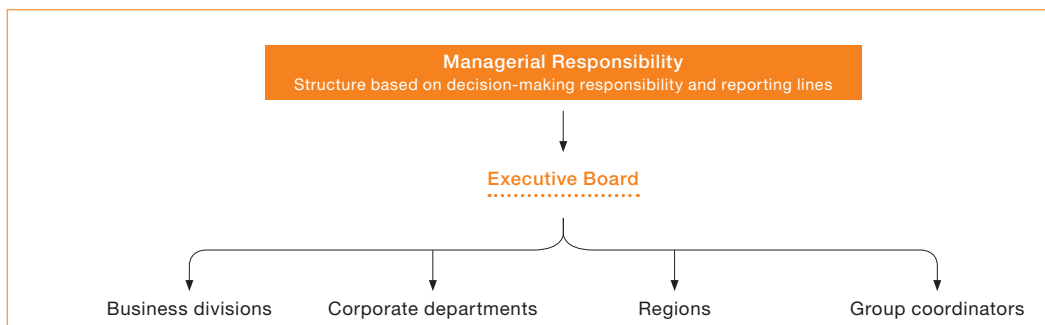 Managerial Responsibility
Structure based on decision-making responsibility and reporting lines
Executive Board
Business divisions Corporate departments Regions Group coordinators